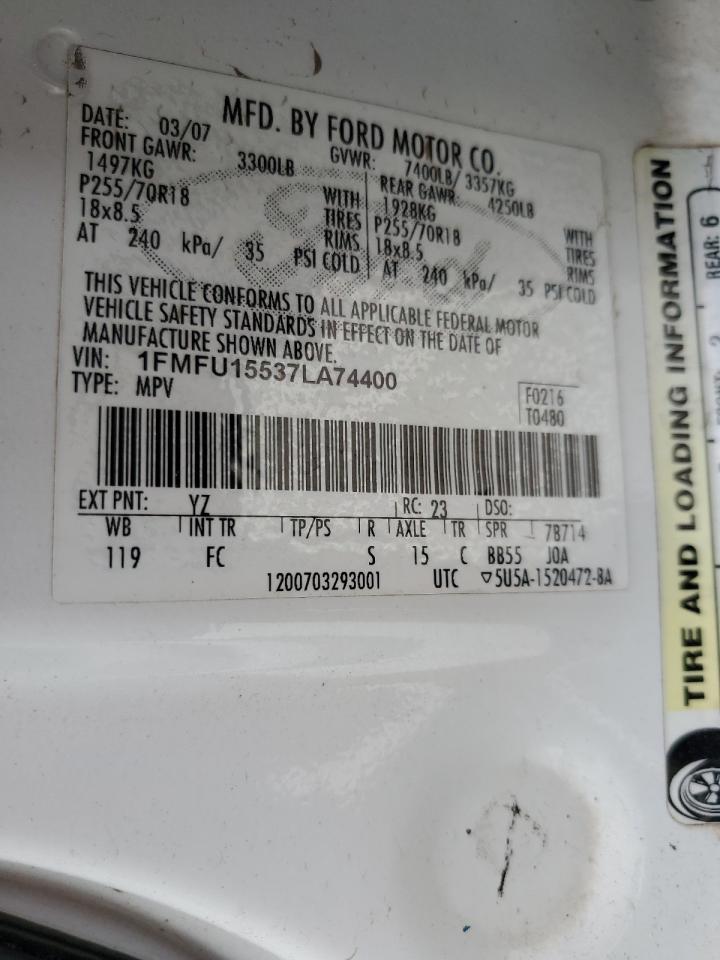 MFD. BY FORD MOTOR CO.
DATE: 03/07 GVWR: 7400LB/ 3357KG
FRONT GAWR: 3300LB REAR GAWR: 4250LB
1497KG WITH 1928KG WITH
P255/70R18 TIRES P255/70R18 TIRES
18x8.5 RIMS 18x8.5 RIMS
AT 240 kPa/ 35 PSI COLD AT 240 kPa/ 35 PSI COLD
THIS VEHICLE CONFORMS TO ALL APPLICABLE FEDERAL MOTOR
VEHICLE SAFETY STANDARDS IN EFFECT ON THE DATE OF
MANUFACTURE SHOWN ABOVE.
VIN: 1FMFU15537LA74400
TYPE: MPV
F0216
T0480
EXT PNT: YZ RC: 23 DSO:
WB INT TR TP/PS R AXLE TR SPR 78714
119 FC S 15 C BB55 JOA
1200703293001 UTC ▽5U5A-1520472-BA
TIRE AND LOADING INFORMATION
REAR: 6
2